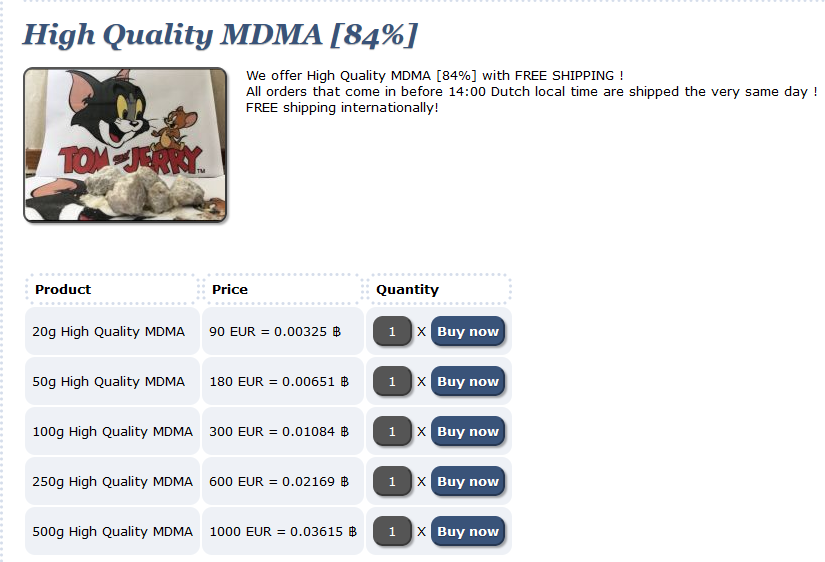 High Quality MDMA [84%]
We offer High Quality MDMA [84%] with FREE SHIPPING !
All orders that come in before 14:00 Dutch local time are shipped the very same day !
FREE shipping internationally!
TOM AND JERRY TM
Product Price Quantity
20g High Quality MDMA 90 EUR = 0.00325 ฿ 1 X Buy now
50g High Quality MDMA 180 EUR = 0.00651 ฿ 1 X Buy now
100g High Quality MDMA 300 EUR = 0.01084 ฿ 1 X Buy now
250g High Quality MDMA 600 EUR = 0.02169 ฿ 1 X Buy now
500g High Quality MDMA 1000 EUR = 0.03615 ฿ 1 X Buy now